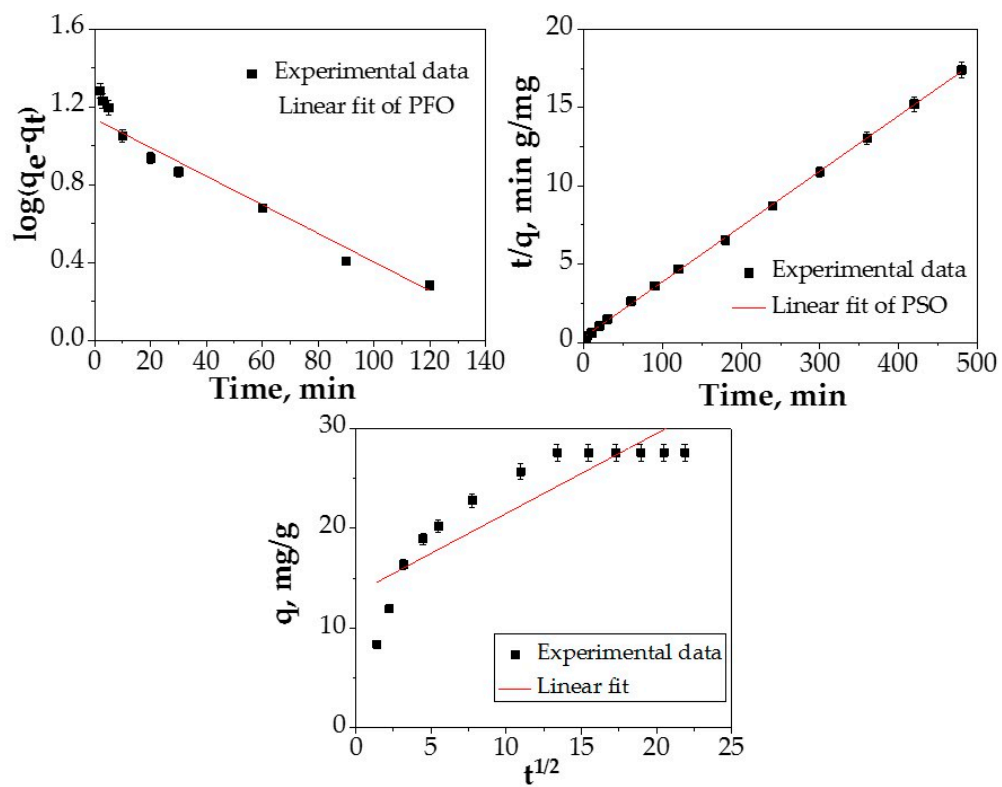 1.6
1.2
0.8
0.4
0.0
0 20 40 60 80 100 120 140
log(qe-qt)
Time, min
Experimental data
Linear fit of PFO
20
15
10
5
0
0 100 200 300 400 500
t/q, min g/mg
Time, min
Experimental data
Linear fit of PSO
30
20
10
0
0 5 10 15 20 25
q, mg/g
t1/2
Experimental data
Linear fit